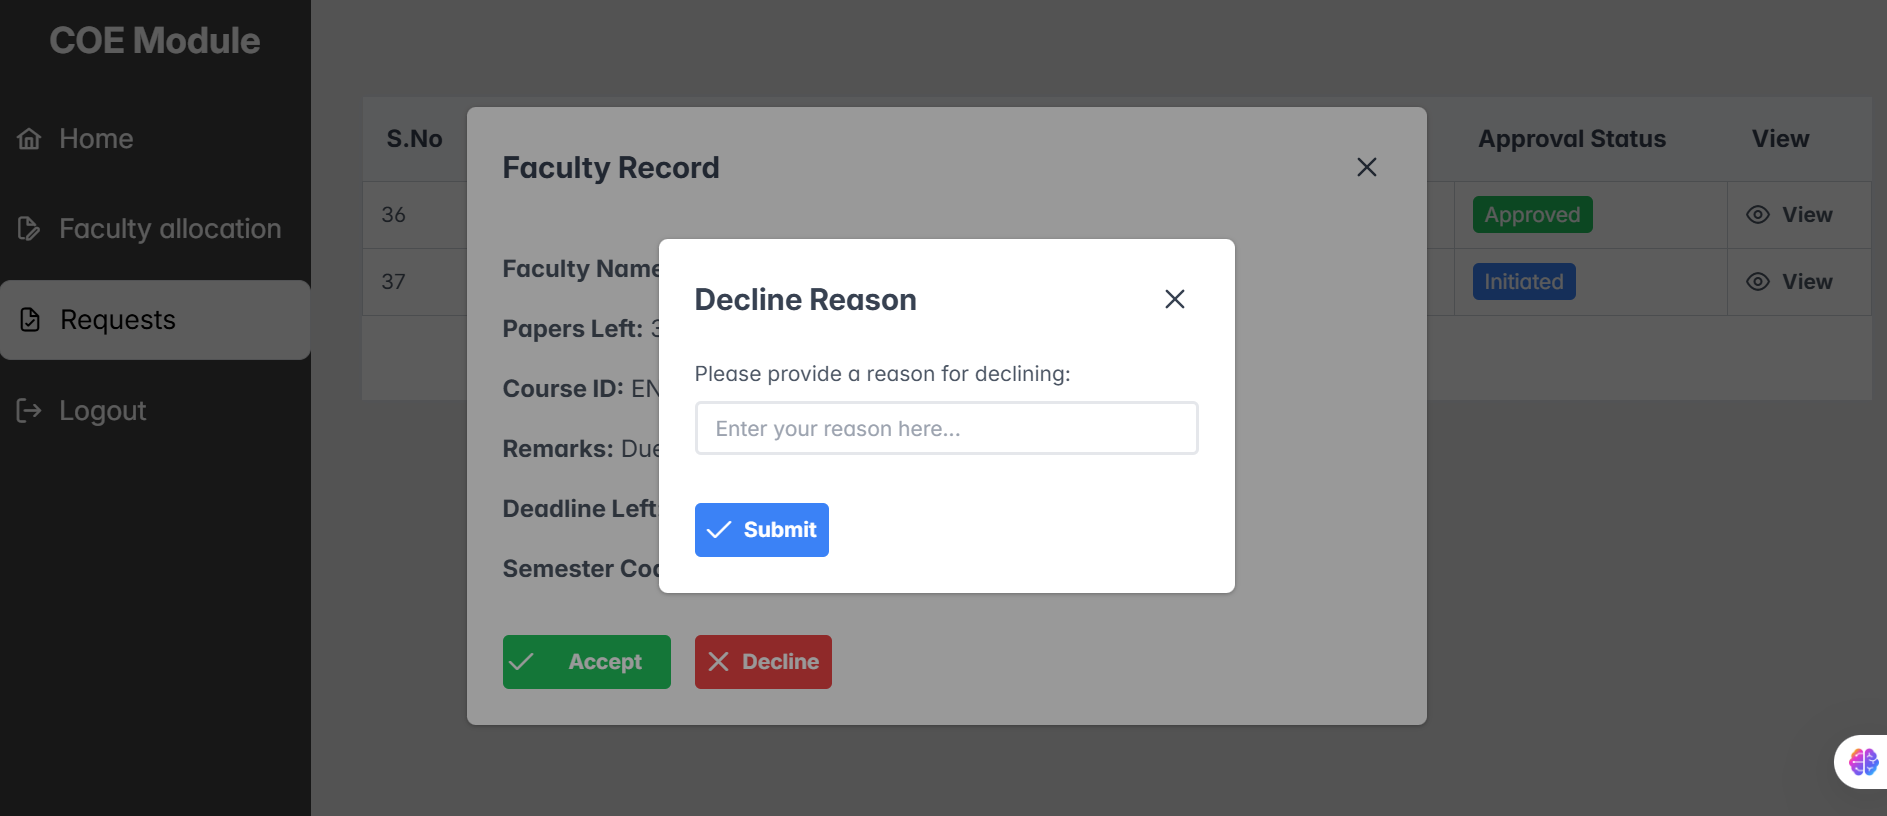 COE Module
Home
Faculty allocation
Requests
Logout
S.No
Approval Status
View
36
Approved
View
37
Initiated
View
Faculty Record
Faculty Name
Papers Left:
Course ID: EN
Remarks: Due
Deadline Left
Semester
Accept
Decline
Decline Reason
Please provide a reason for declining:
Enter your reason here...
Submit